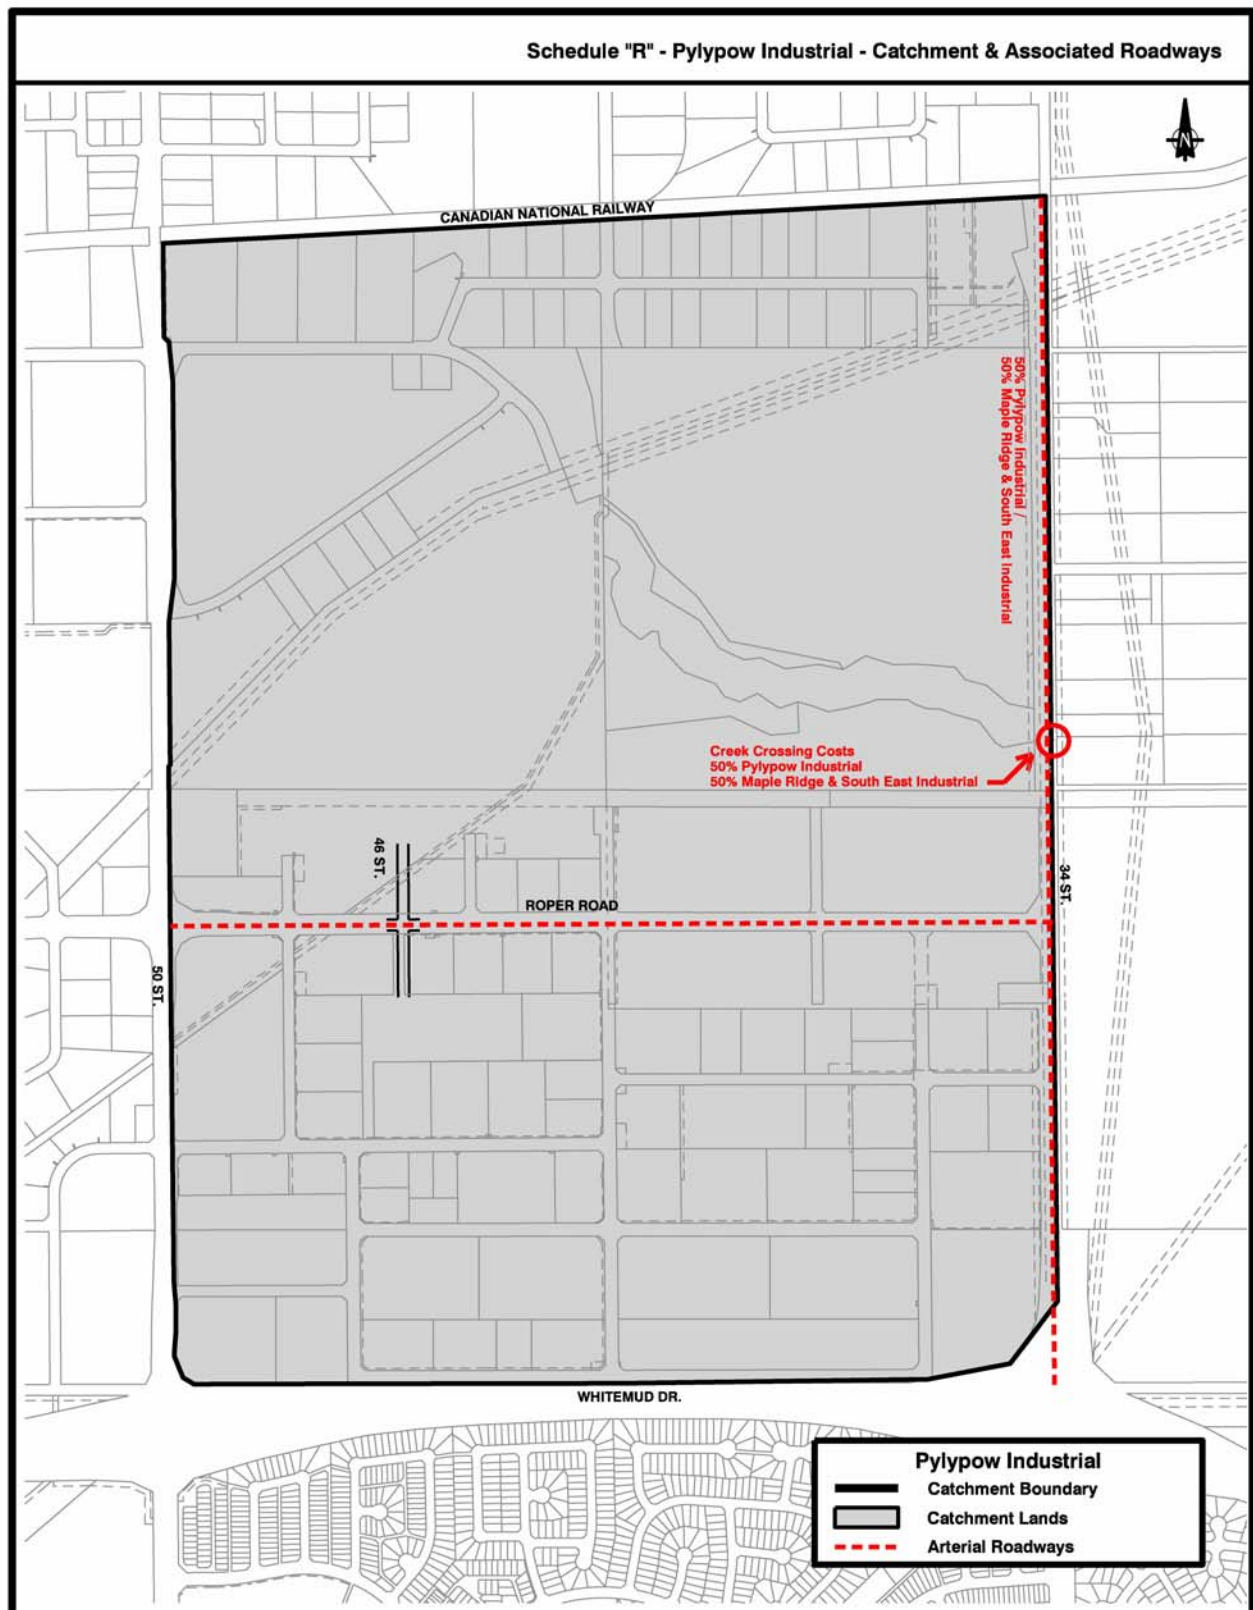 Schedule "R" - Pylypow Industrial - Catchment & Associated Roadways
N
CANADIAN NATIONAL RAILWAY
50% Pylypow Industrial /
50% Maple Ridge & South East Industrial
Creek Crossing Costs
50% Pylypow Industrial
50% Maple Ridge & South East Industrial
46 ST.
34 ST.
ROPER ROAD
50 ST.
WHITEMUD DR.
Pylypow Industrial
Catchment Boundary
Catchment Lands
Arterial Roadways